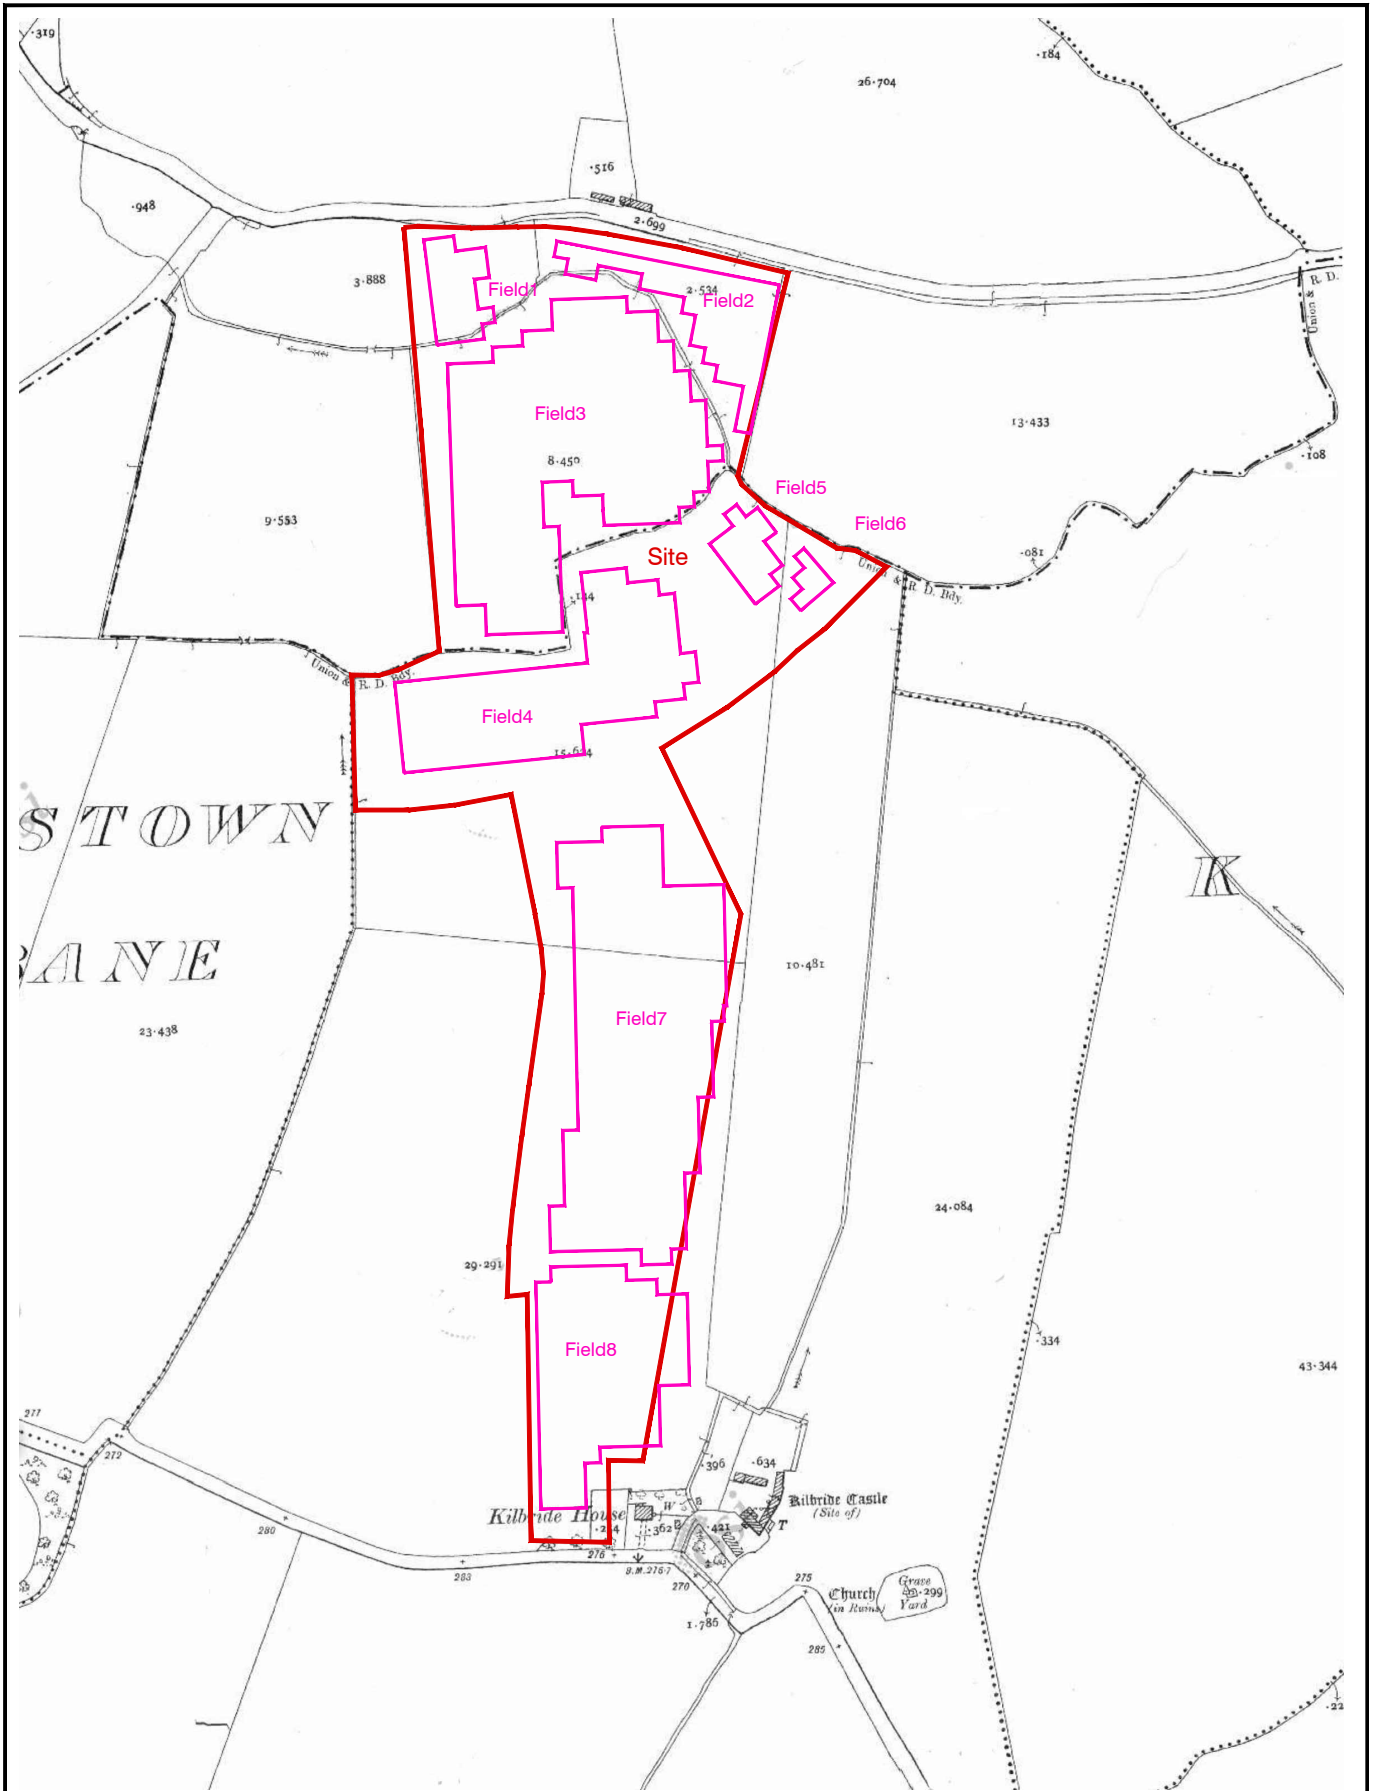 ·319
·184
26·704
·516
·948
2·699
3·888
R. D.
Union &
Field1
2·534
Field2
Field3
13·433
8·450
·108
Field5
9·553
Field6
Site
·081
Union & R. D. Bdy.
·134
Union & R. D. Bdy.
Field4
15·634
STOWN
K
ANE
10·481
Field7
23·438
24·084
29·291
·334
Field8
43·344
277
272
·396
·634
Kilbride Castle
(Site of)
Kilbride House
W
T
·254
·362
·421
280
276
B.M.276·7
283
270
275
Church
(in Ruins)
Grave
·299
Yard
1·786
285
·22